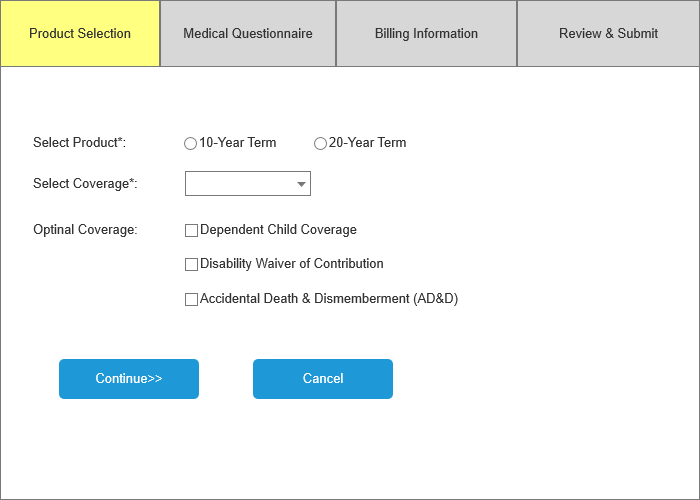 Product Selection Medical Questionnaire Billing Information Review & Submit
Select Product*: 10-Year Term 20-Year Term
Select Coverage*:
Optinal Coverage: Dependent Child Coverage
Disability Waiver of Contribution
Accidental Death & Dismemberment (AD&D)
Continue>> Cancel